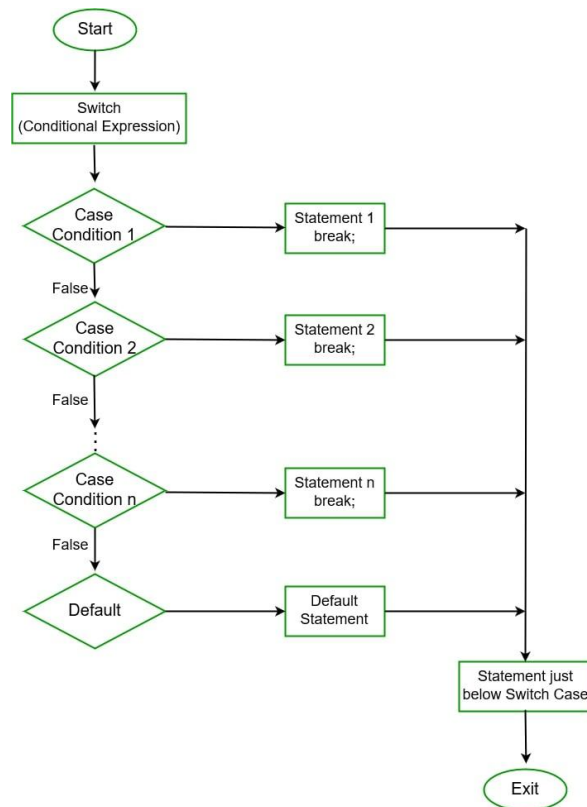 Start
Switch
(Conditional Expression)
Case
Condition 1
Statement 1
break;
False
Case
Condition 2
Statement 2
break;
False
Case
Condition n
Statement n
break;
False
Default
Default
Statement
Statement just
below Switch Case
Exit